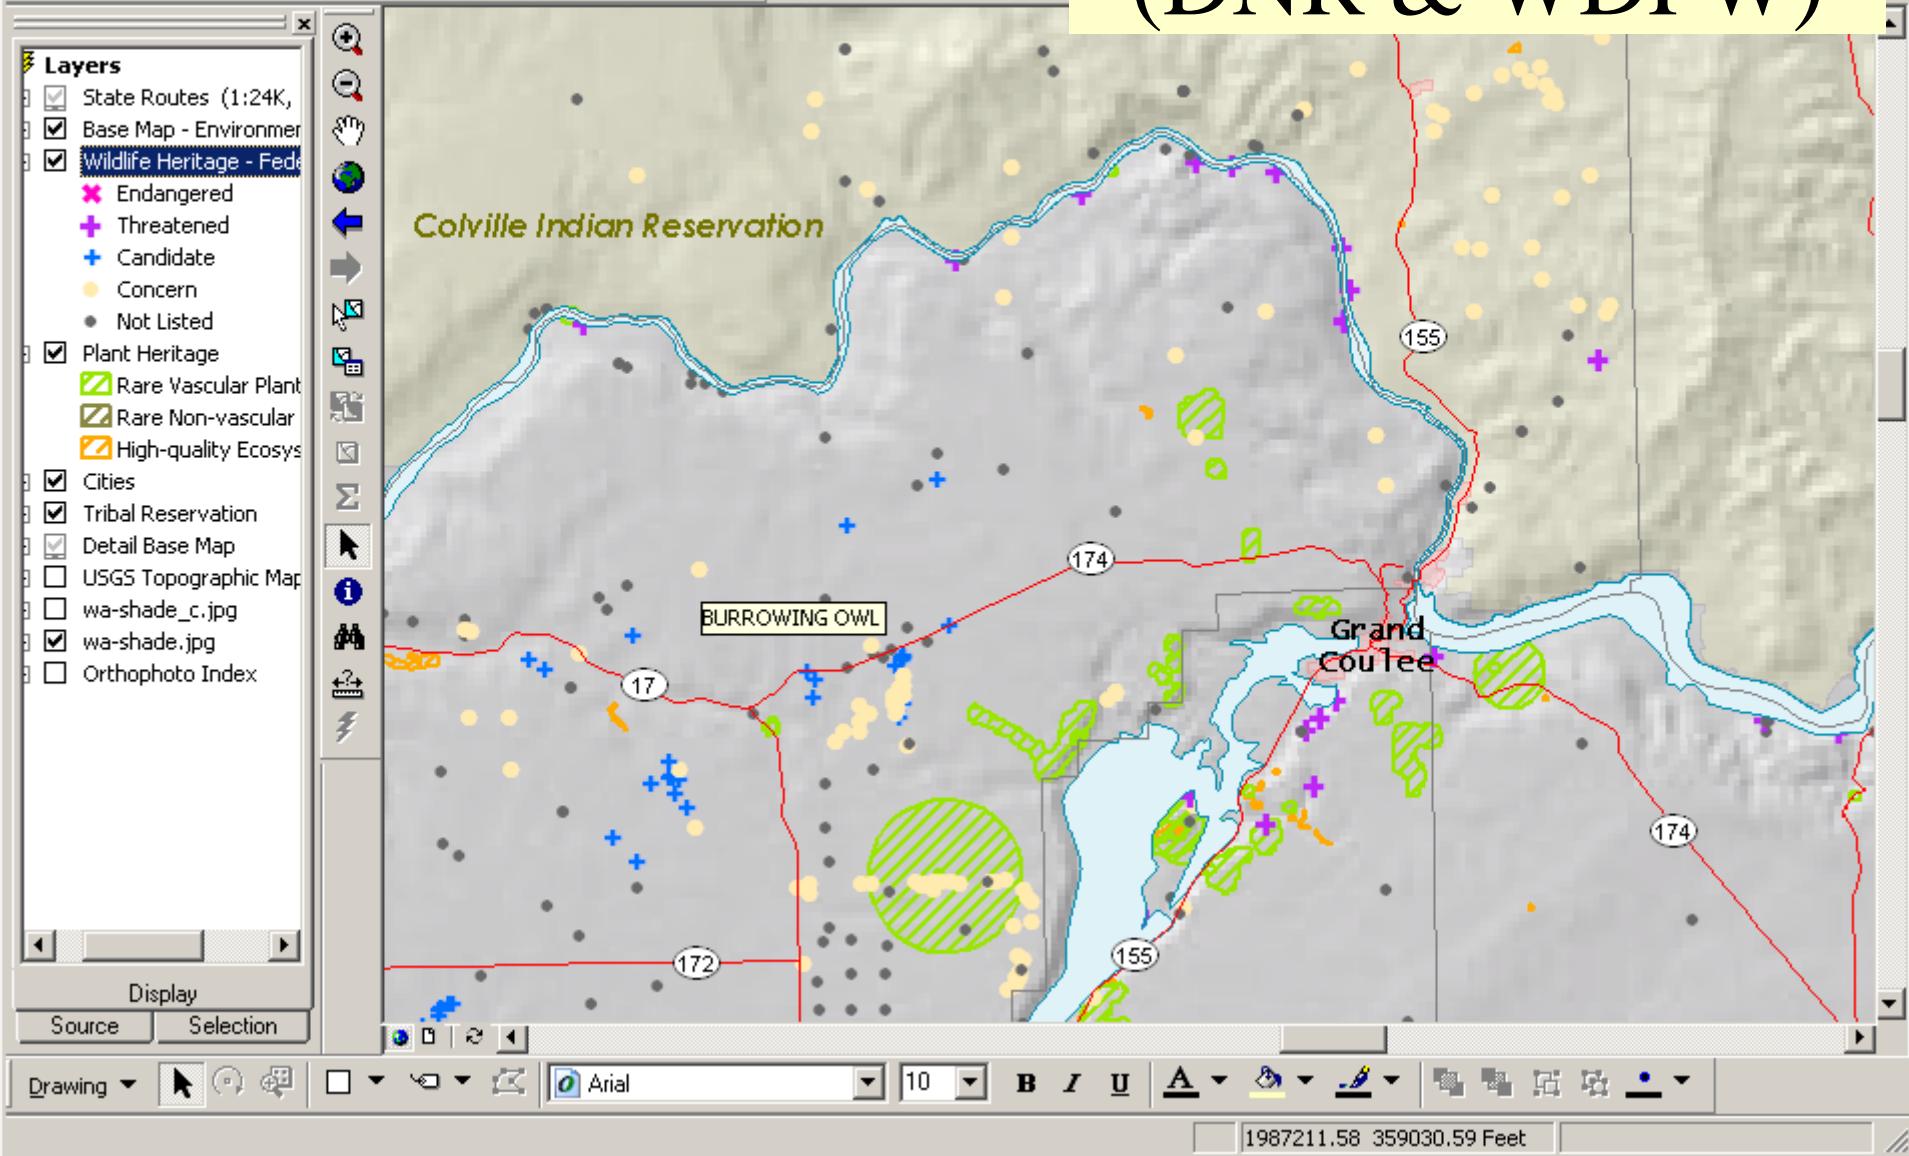 (DNR & WDFW)
Layers
State Routes (1:24K,
Base Map - Environmer
Wildlife Heritage - Fede
Endangered
Threatened
Candidate
Concern
Not Listed
Plant Heritage
Rare Vascular Plant
Rare Non-vascular
High-quality Ecosys
Cities
Tribal Reservation
Detail Base Map
USGS Topographic Map
wa-shade_c.jpg
wa-shade.jpg
Orthophoto Index
Display
Source Selection
Colville Indian Reservation
155
174
BURROWING OWL
Grand
Coulee
17
174
155
172
Drawing
Arial
10
B I U
A
1987211.58 359030.59 Feet